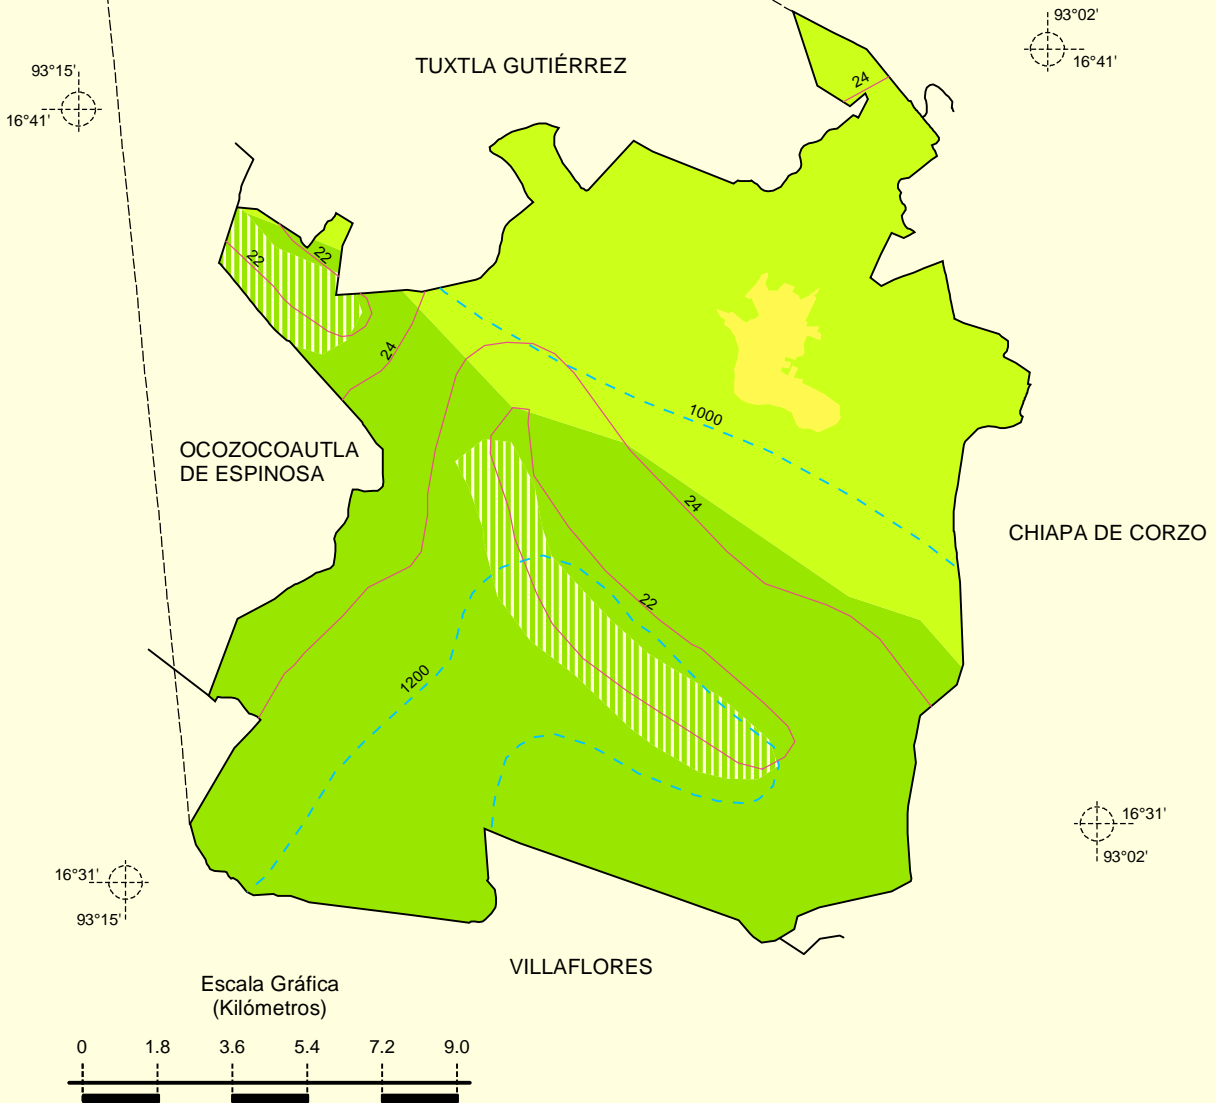 93°02'
16°41'
TUXTLA GUTIÉRREZ
93°15'
16°41'
24
22
22
24
1000
OCOZOCOAUTLA
DE ESPINOSA
24
CHIAPA DE CORZO
22
1200
16°31'
93°02'
16°31'
93°15'
VILLAFLORES
Escala Gráfica
(Kilómetros)
0 1.8 3.6 5.4 7.2 9.0